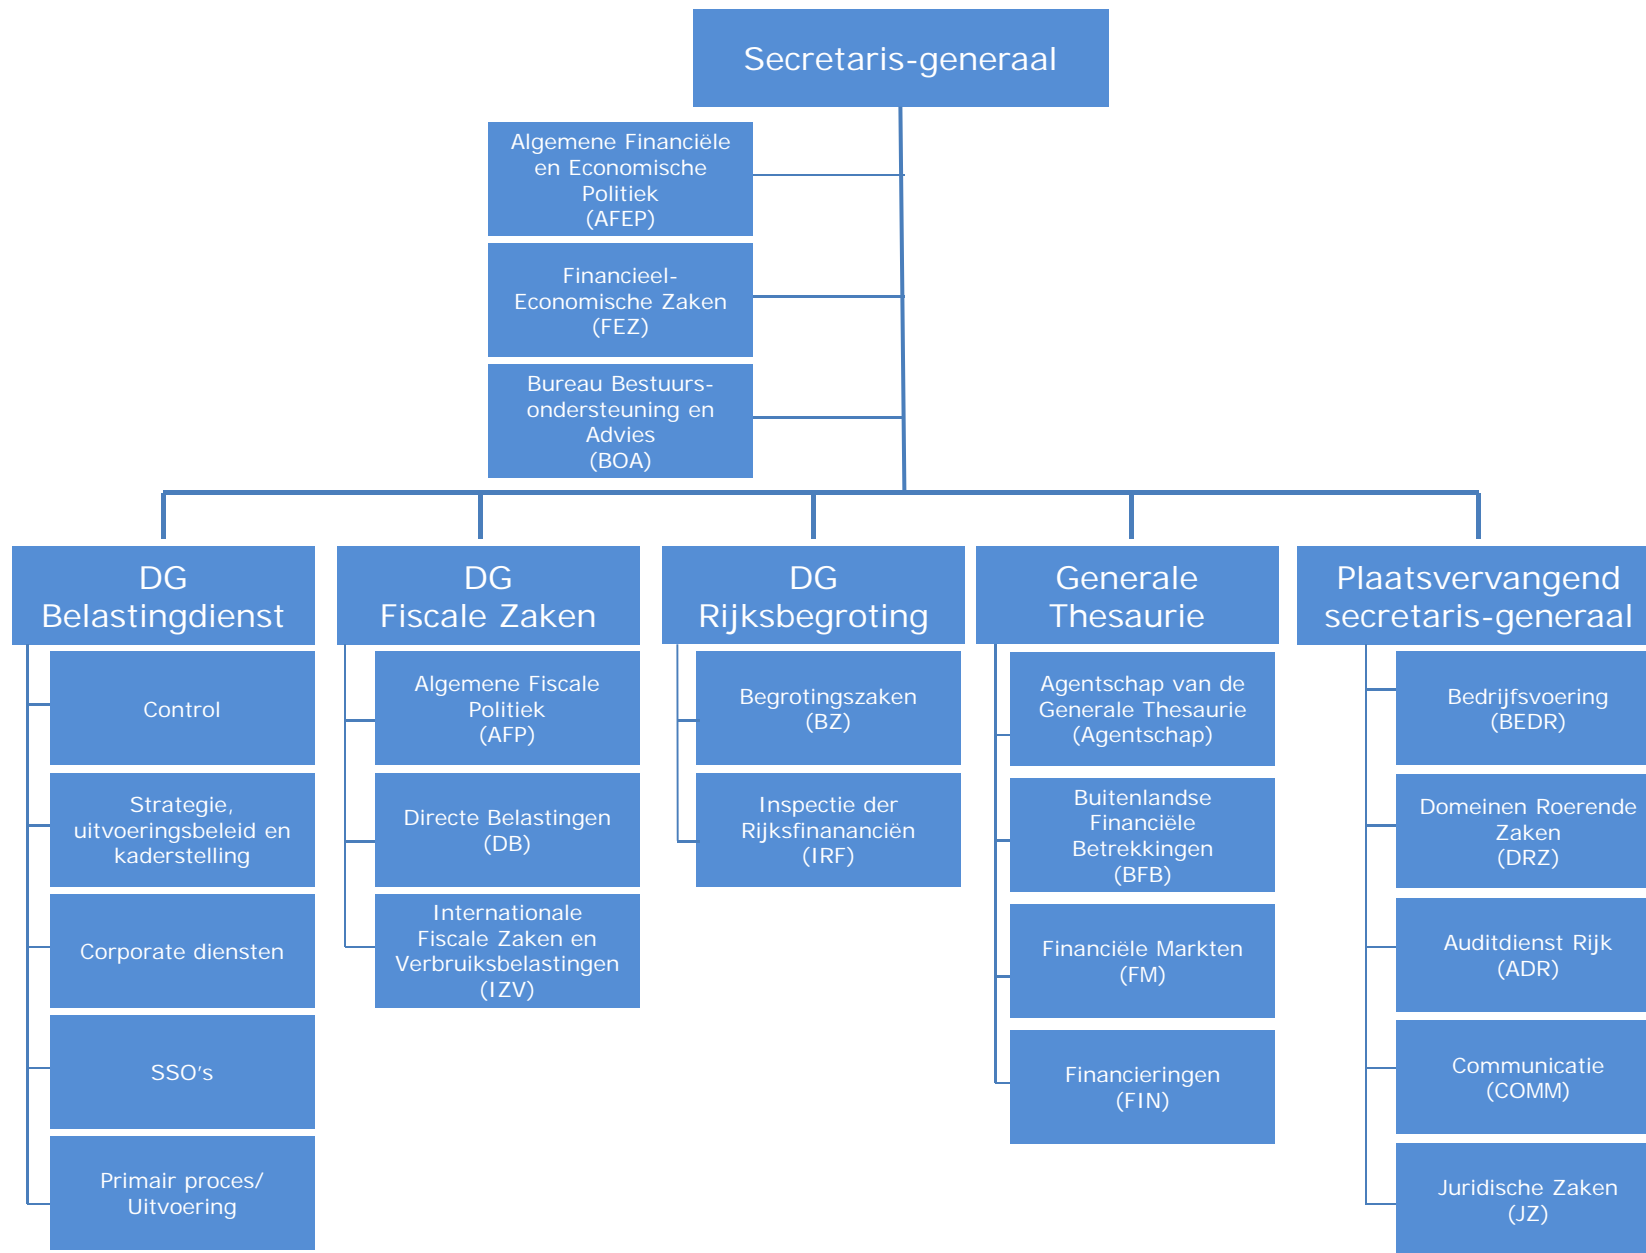 Secretaris-generaal
Algemene Financiële
en Economische
Politiek
(AFEP)
Financieel-
Economische Zaken
(FEZ)
Bureau Bestuurs-
ondersteuning en
Advies
(BOA)
DG
Belastingdienst
Control
Strategie,
uitvoeringsbeleid en
kaderstelling
Corporate diensten
SSO's
Primair proces/
Uitvoering
DG
Fiscale Zaken
Algemene Fiscale
Politiek
(AFP)
Directe Belastingen
(DB)
Internationale
Fiscale Zaken en
Verbruiksbelastingen
(IZV)
DG
Rijksbegroting
Begrotingszaken
(BZ)
Inspectie der
Rijksfinananciën
(IRF)
Generale
Thesaurie
Agentschap van de
Generale Thesaurie
(Agentschap)
Buitenlandse
Financiële
Betrekkingen
(BFB)
Financiële Markten
(FM)
Financieringen
(FIN)
Plaatsvervangend
secretaris-generaal
Bedrijfsvoering
(BEDR)
Domeinen Roerende
Zaken
(DRZ)
Auditdienst Rijk
(ADR)
Communicatie
(COMM)
Juridische Zaken
(JZ)